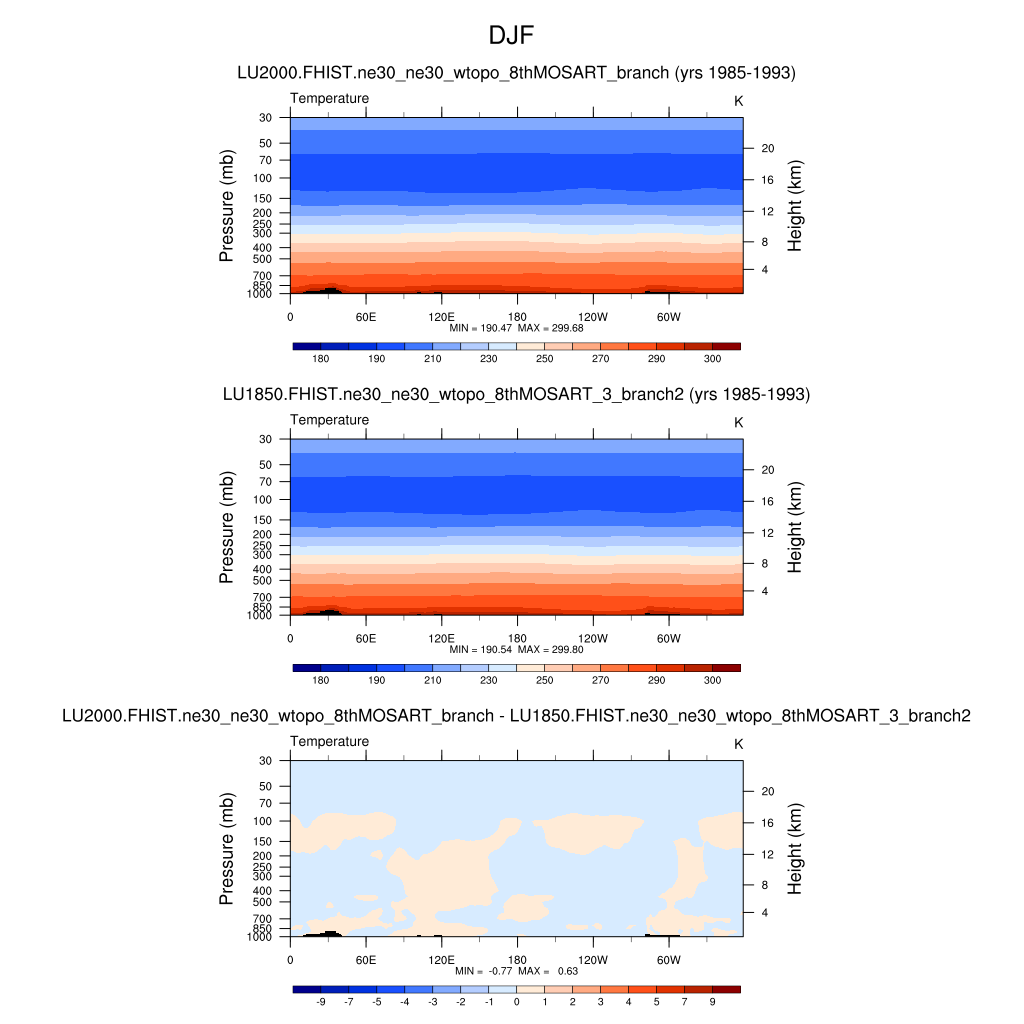 DJF
LU2000.FHIST.ne30_ne30_wtopo_8thMOSART_branch (yrs 1985-1993)
Temperature K
30
50
70
100
150
200
250
300
400
500
700
850
1000
Pressure (mb)
20
16
12
8
4
Height (km)
0 60E 120E 180 120W 60W
MIN = 190.47 MAX = 299.68
180 190 210 230 250 270 290 300
LU1850.FHIST.ne30_ne30_wtopo_8thMOSART_3_branch2 (yrs 1985-1993)
Temperature K
30
50
70
100
150
200
250
300
400
500
700
850
1000
Pressure (mb)
20
16
12
8
4
Height (km)
0 60E 120E 180 120W 60W
MIN = 190.54 MAX = 299.80
180 190 210 230 250 270 290 300
LU2000.FHIST.ne30_ne30_wtopo_8thMOSART_branch - LU1850.FHIST.ne30_ne30_wtopo_8thMOSART_3_branch2
Temperature K
30
50
70
100
150
200
250
300
400
500
700
850
1000
Pressure (mb)
20
16
12
8
4
Height (km)
0 60E 120E 180 120W 60W
MIN = -0.77 MAX = 0.63
-9 -7 -5 -4 -3 -2 -1 0 1 2 3 4 5 7 9